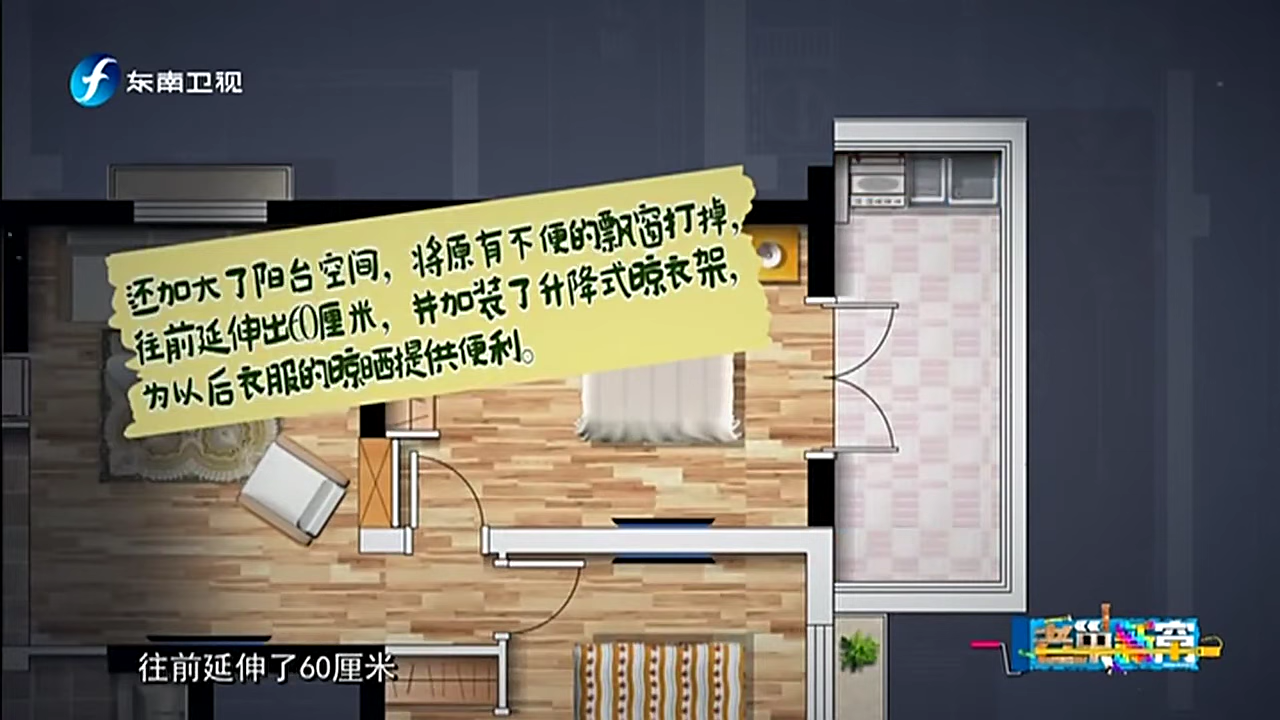 东南卫视
还加大了阳台空间，将原有不便的飘窗打掉，
往前延伸出60厘米，并加装了升降式晾衣架，
为以后衣服的晾晒提供便利。
往前延伸了60厘米